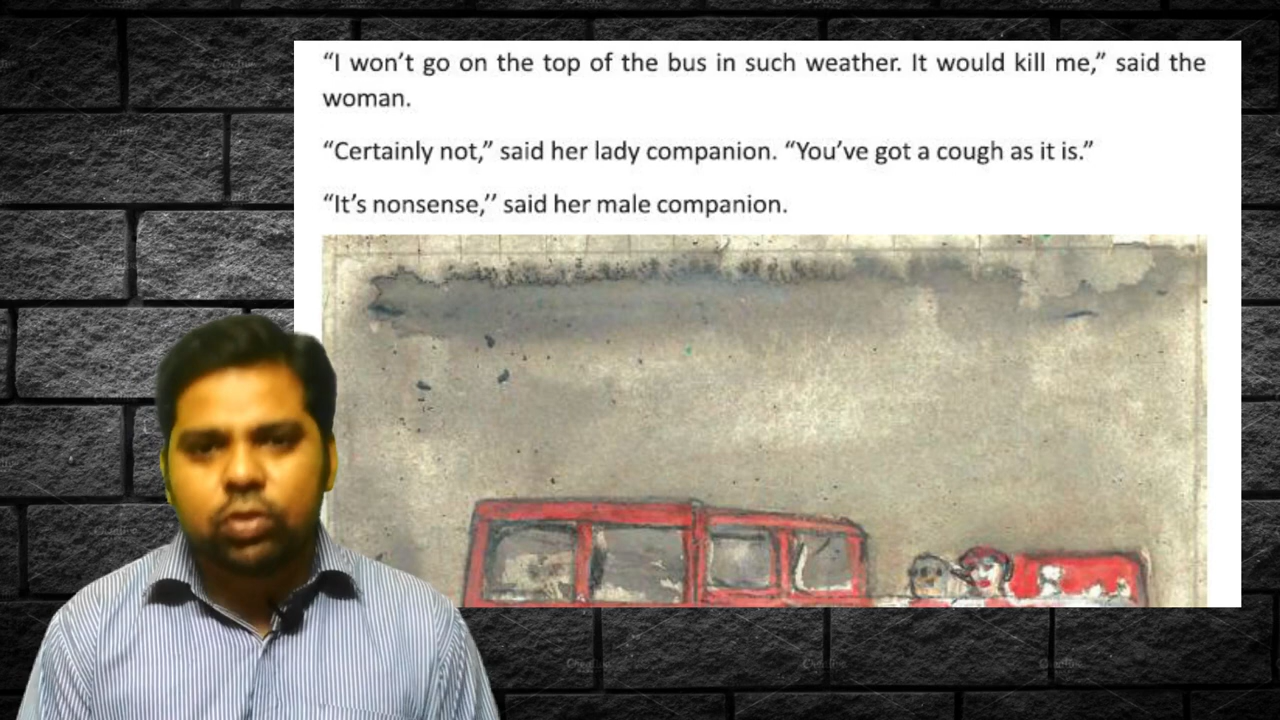 “I won’t go on the top of the bus in such weather. It would kill me,” said the
woman.
“Certainly not,” said her lady companion. “You’ve got a cough as it is.”
“It’s nonsense,’’ said her male companion.